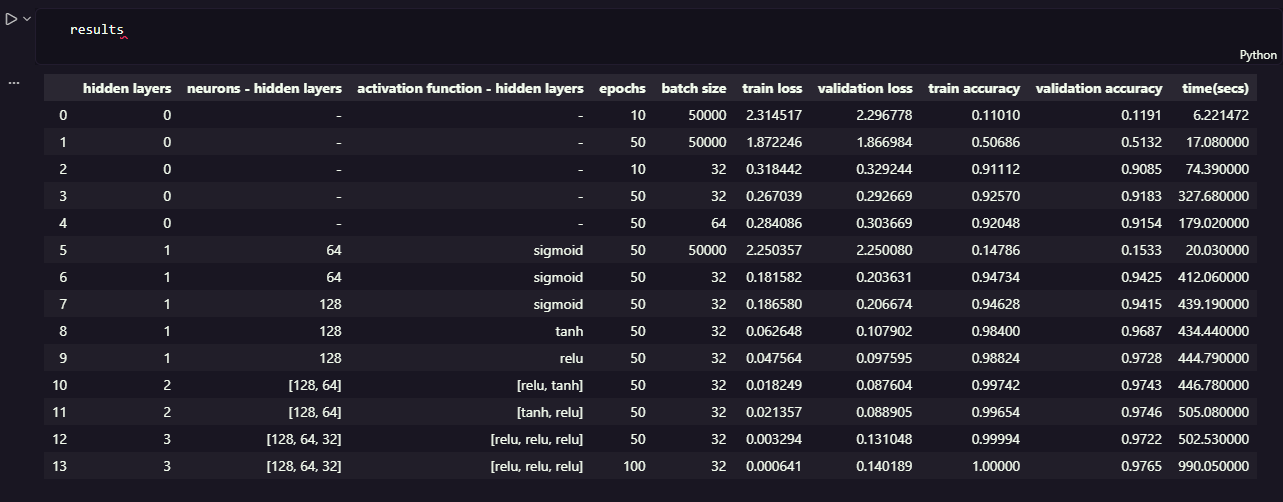 results
Python
...
hidden layers neurons - hidden layers activation function - hidden layers epochs batch size train loss validation loss train accuracy validation accuracy time(secs)
0 0 - - 10 50000 2.314517 2.296778 0.11010 0.1191 6.221472
1 0 - - 50 50000 1.872246 1.866984 0.50686 0.5132 17.080000
2 0 - - 10 32 0.318442 0.329244 0.91112 0.9085 74.390000
3 0 - - 50 32 0.267039 0.292669 0.92570 0.9183 327.680000
4 0 - - 50 64 0.284086 0.303669 0.92048 0.9154 179.020000
5 1 64 sigmoid 50 50000 2.250357 2.250080 0.14786 0.1533 20.030000
6 1 64 sigmoid 50 32 0.181582 0.203631 0.94734 0.9425 412.060000
7 1 128 sigmoid 50 32 0.186580 0.206674 0.94628 0.9415 439.190000
8 1 128 tanh 50 32 0.062648 0.107902 0.98400 0.9687 434.440000
9 1 128 relu 50 32 0.047564 0.097595 0.98824 0.9728 444.790000
10 2 [128, 64] [relu, tanh] 50 32 0.018249 0.087604 0.99742 0.9743 446.780000
11 2 [128, 64] [tanh, relu] 50 32 0.021357 0.088905 0.99654 0.9746 505.080000
12 3 [128, 64, 32] [relu, relu, relu] 50 32 0.003294 0.131048 0.99994 0.9722 502.530000
13 3 [128, 64, 32] [relu, relu, relu] 100 32 0.000641 0.140189 1.00000 0.9765 990.050000